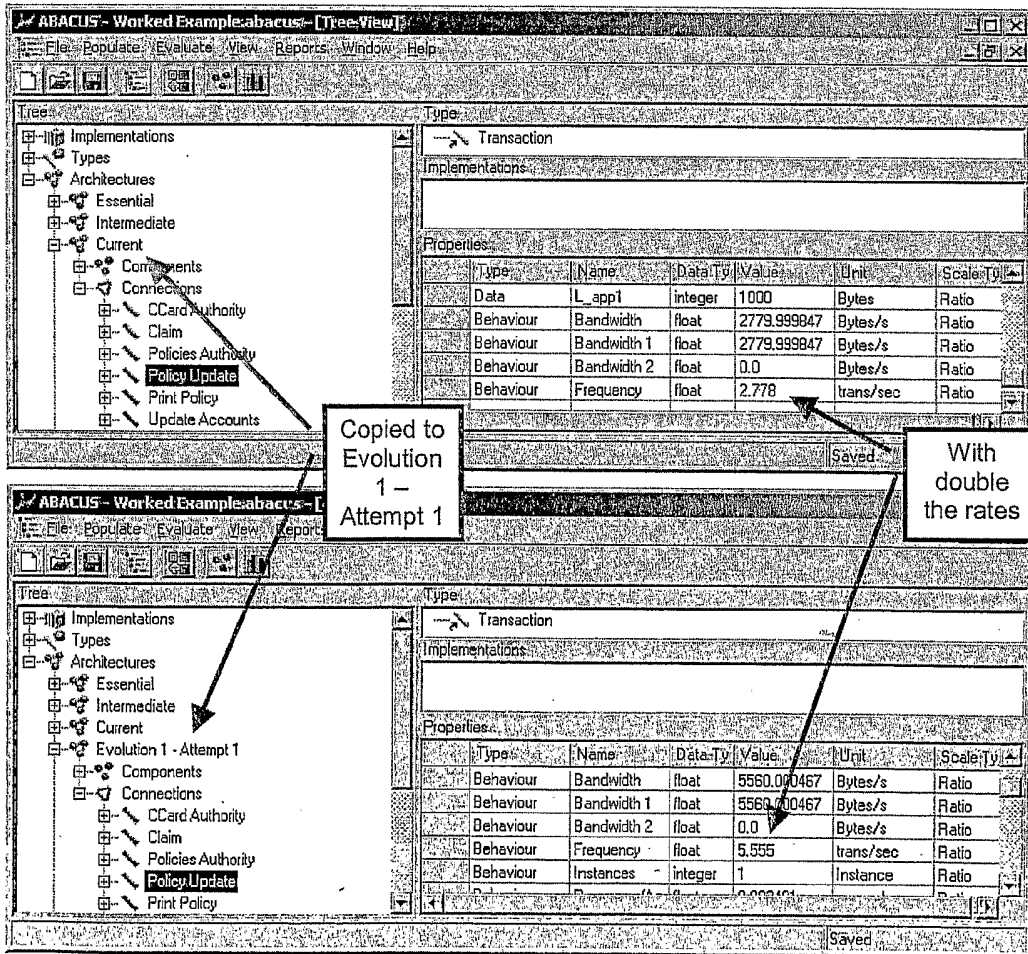 ABACUS - Worked Example:abacus - [Tree View]
File Populate Evaluate View Reports Window Help
Tree
Implementations
Types
Architectures
Essential
Intermediate
Current
Components
Connections
CCard Authority
Claim
Policies Authority
Policy Update
Print Policy
Update Accounts
Type
Transaction
Implementations
Properties
Type Name Data Ty Value Unit Scale Ty
Data L_app1 integer 1000 Bytes Ratio
Behaviour Bandwidth float 2779.999847 Bytes/s Ratio
Behaviour Bandwidth 1 float 2779.999847 Bytes/s Ratio
Behaviour Bandwidth 2 float 0.0 Bytes/s Ratio
Behaviour Frequency float 2.778 trans/sec Ratio
Saved
Copied to
Evolution
1 –
Attempt 1
With
double
the rates
ABACUS - Worked Example:abacus - [
File Populate Evaluate View Reports
Tree
Implementations
Types
Architectures
Essential
Intermediate
Current
Evolution 1 - Attempt 1
Components
Connections
CCard Authority
Claim
Policies Authority
Policy Update
Print Policy
Type
Transaction
Implementations
Properties
Type Name Data Ty Value Unit Scale Ty
Behaviour Bandwidth float 5560.000467 Bytes/s Ratio
Behaviour Bandwidth 1 float 5560.000467 Bytes/s Ratio
Behaviour Bandwidth 2 float 0.0 Bytes/s Ratio
Behaviour Frequency float 5.555 trans/sec Ratio
Behaviour Instances integer 1 Instance Ratio
Saved